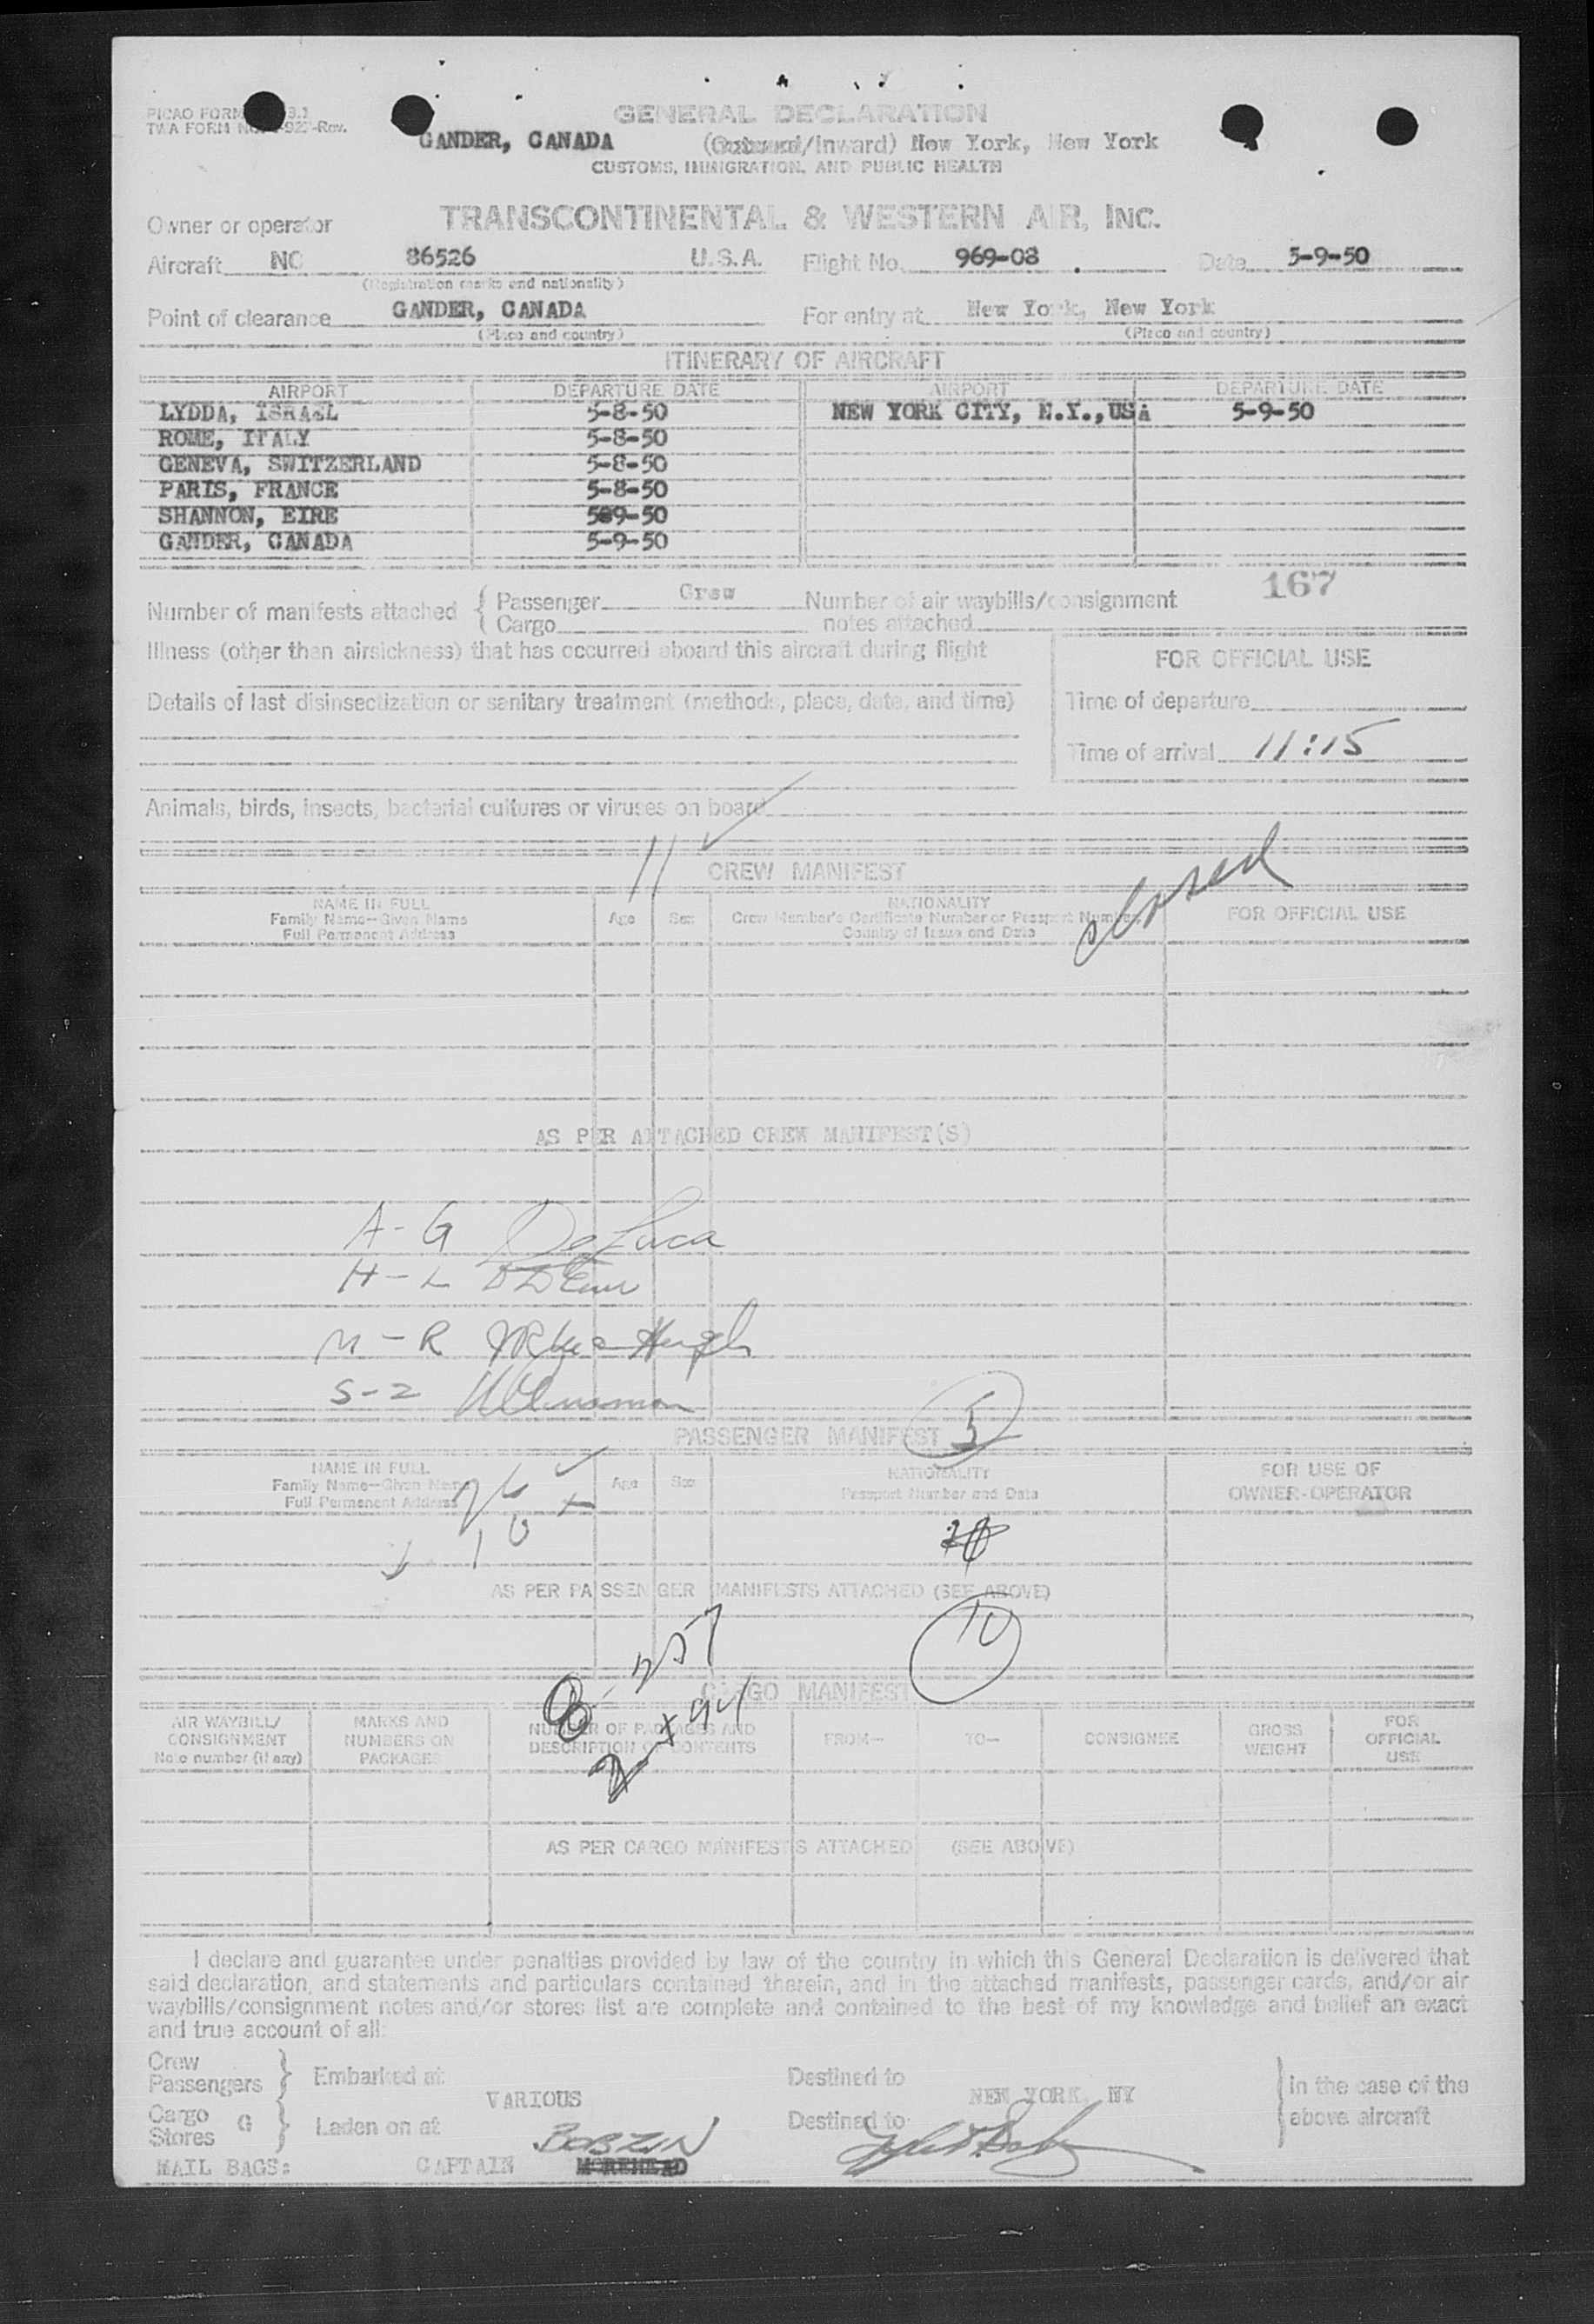 PICAO FORM 9.1
TWA FORM NO. -927-Rev.
GENERAL DECLARATION
GANDER, CANADA (Outward/Inward) New York, New York
CUSTOMS, IMMIGRATION, AND PUBLIC HEALTH
Owner or operator TRANSCONTINENTAL & WESTERN AIR, INC.
Aircraft NC 86526 U.S.A. Flight No. 969-08 Date 5-9-50
(Registration marks and nationality)
Point of clearance GANDER, CANADA For entry at New York, New York
(Place and country) (Place and country)
ITINERARY OF AIRCRAFT
AIRPORT DEPARTURE DATE AIRPORT DEPARTURE DATE
LYDDA, ISRAEL 5-8-50 NEW YORK CITY, N.Y.,USA 5-9-50
ROME, ITALY 5-8-50
GENEVA, SWITZERLAND 5-8-50
PARIS, FRANCE 5-8-50
SHANNON, EIRE 5-9-50
GANDER, CANADA 5-9-50
167
Number of manifests attached { Passenger Crew Number of air waybills/consignment
Cargo notes attached
Illness (other than airsickness) that has occurred aboard this aircraft during flight
FOR OFFICIAL USE
Details of last disinsectization or sanitary treatment (methods, place, date, and time)
Time of departure
Time of arrival 11:15
Animals, birds, insects, bacterial cultures or viruses on board
11
CREW MANIFEST
closed
NAME IN FULL
Family Name—Given Name
Full Permanent Address
Age Sex
NATIONALITY
Crew Member's Certificate Number or Passport Number,
Country of Issue and Date
FOR OFFICIAL USE
AS PER ATTACHED CREW MANIFEST(S)
A - G DeLuca
H - L
M - R
S - Z
5
PASSENGER MANIFEST
NAME IN FULL
Family Name—Given Name
Full Permanent Address
Age Sex
NATIONALITY
Passport Number and Date
FOR USE OF
OWNER-OPERATOR
AS PER PASSENGER MANIFESTS ATTACHED (SEE ABOVE)
10
CARGO MANIFEST
AIR WAYBILL/
CONSIGNMENT
Note number (if any)
MARKS AND
NUMBERS ON
PACKAGES
NUMBER OF PACKAGES AND
DESCRIPTION OF CONTENTS
FROM— TO— CONSIGNEE
GROSS
WEIGHT
FOR
OFFICIAL
USE
AS PER CARGO MANIFESTS ATTACHED (SEE ABOVE)
I declare and guarantee under penalties provided by law of the country in which this General Declaration is delivered that
said declaration, and statements and particulars contained therein, and in the attached manifests, passenger cards, and/or air
waybills/consignment notes and/or stores list are complete and contained to the best of my knowledge and belief an exact
and true account of all:
Crew
Passengers } Embarked at Destined to
VARIOUS NEW YORK, NY
In the case of the
above aircraft
Cargo G
Stores } Laden on at Destined to
BOBZIN
MAIL BAGS: CAPTAIN MOREHEAD